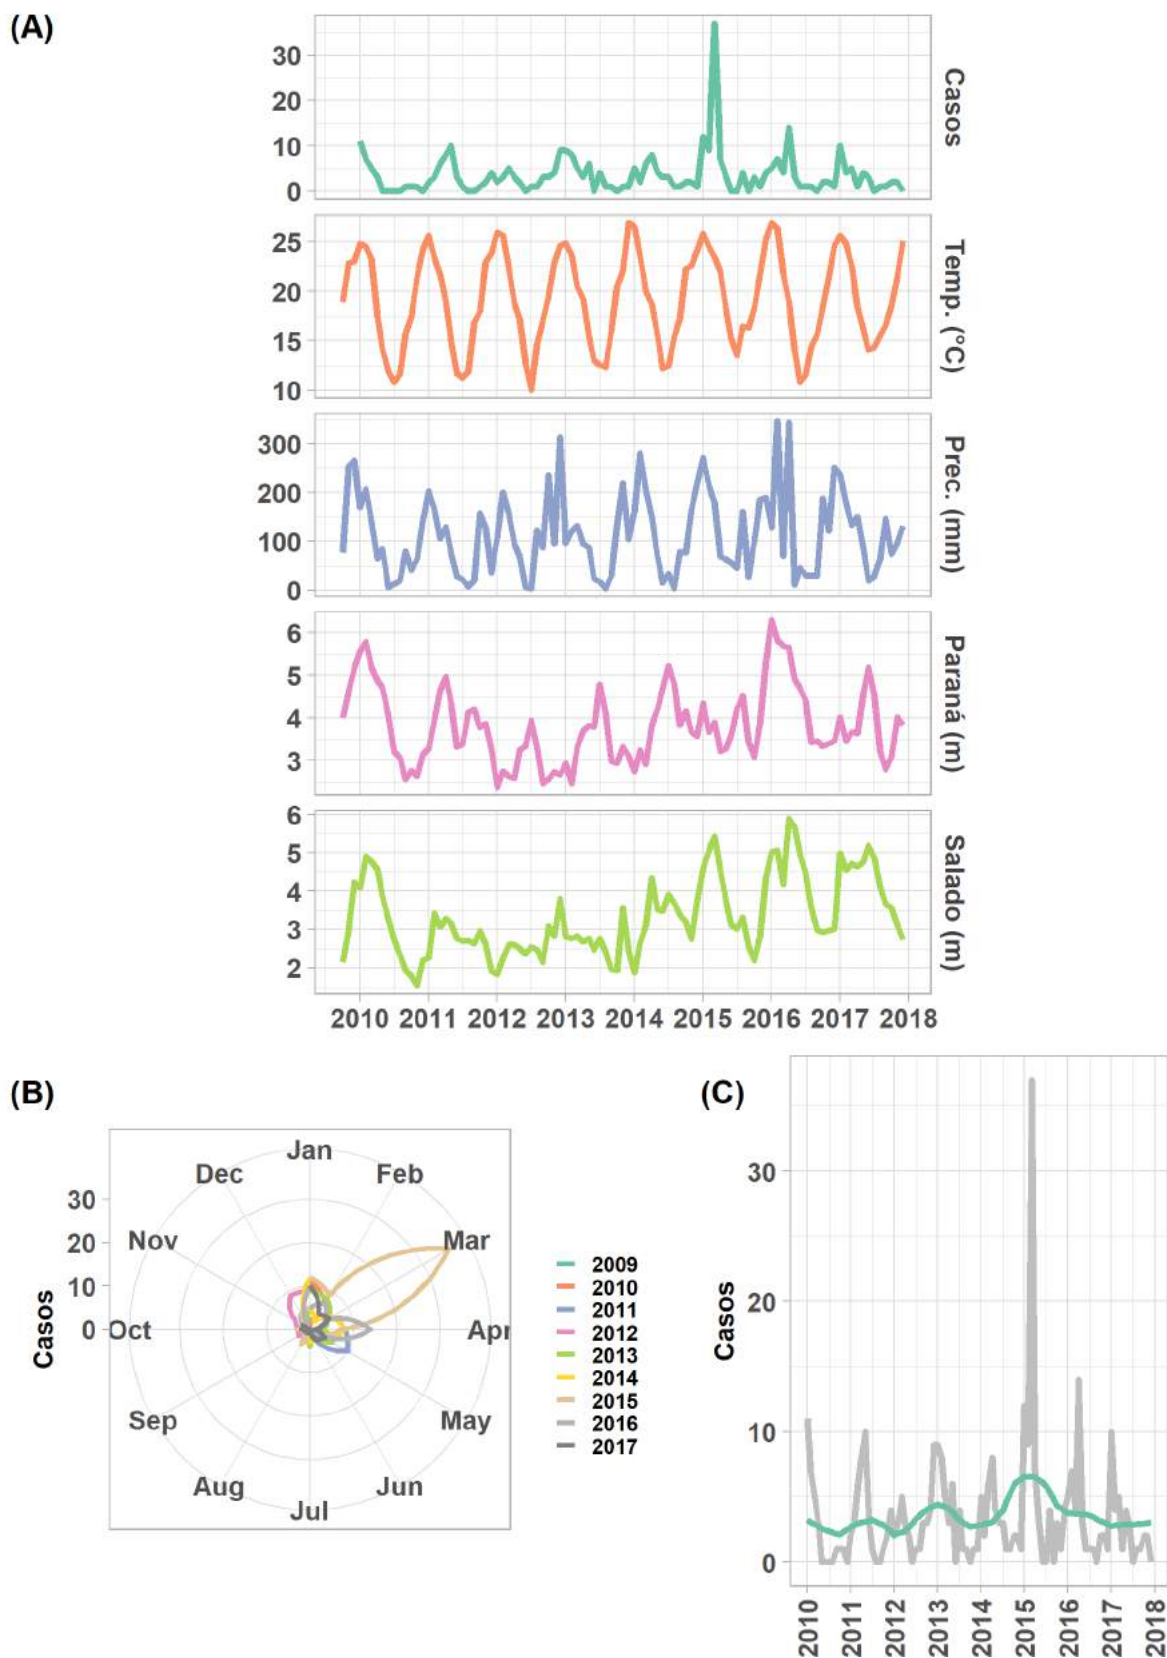 (A)
30
20
10
0
Casos
25
20
15
10
Temp. (°C)
300
200
100
0
Prec. (mm)
6
5
4
3
Paraná (m)
6
5
4
3
2
Salado (m)
2010 2011 2012 2013 2014 2015 2016 2017 2018
(B)
Casos
30
20
10
0
Jan
Feb
Mar
Apr
May
Jun
Jul
Aug
Sep
Oct
Nov
Dec
2009
2010
2011
2012
2013
2014
2015
2016
2017
(C)
Casos
30
20
10
0
2010 2011 2012 2013 2014 2015 2016 2017 2018